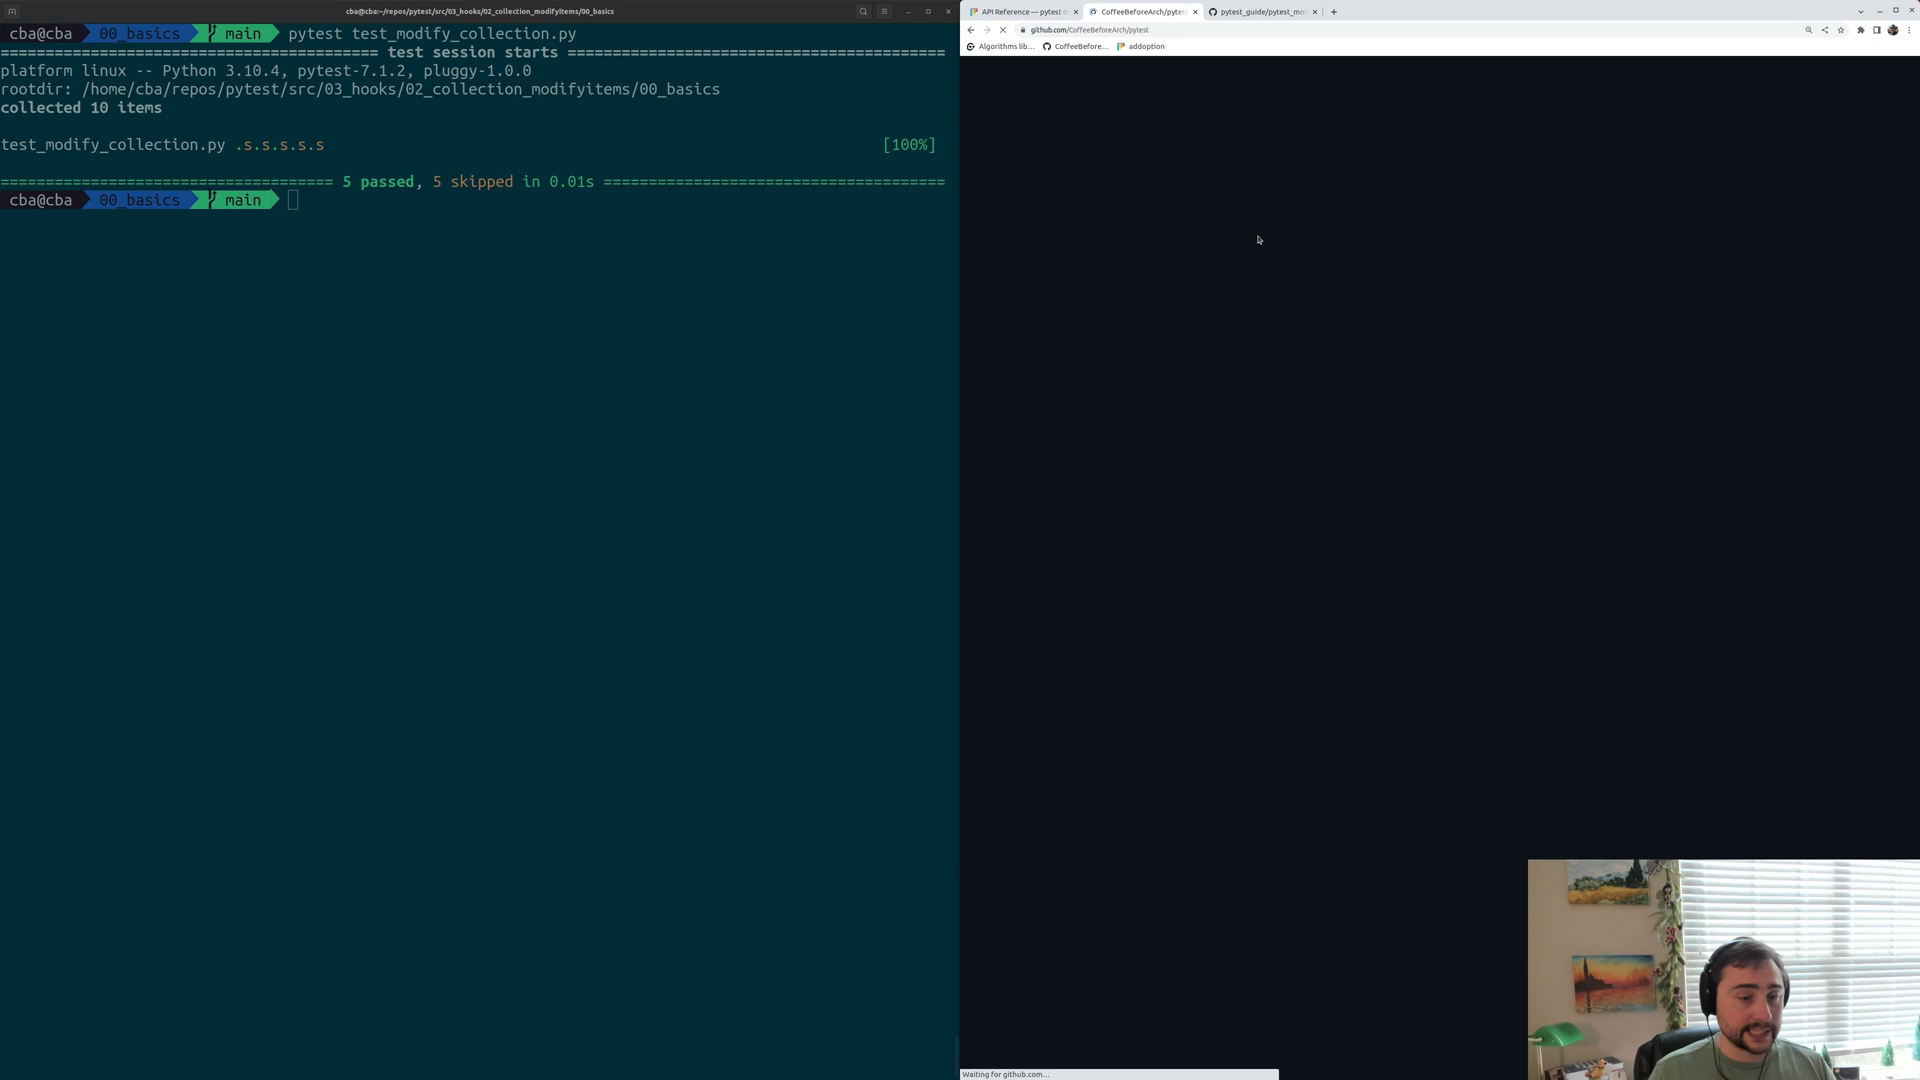 cba@cba:~/repos/pytest/src/03_hooks/02_collection_modifyitems/00_basics
cba@cba 00_basics main pytest test_modify_collection.py
========================================== test session starts ==========================================
platform linux -- Python 3.10.4, pytest-7.1.2, pluggy-1.0.0
rootdir: /home/cba/repos/pytest/src/03_hooks/02_collection_modifyitems/00_basics
collected 10 items
test_modify_collection.py .s.s.s.s.s [100%]
===================================== 5 passed, 5 skipped in 0.01s ======================================
cba@cba 00_basics main
API Reference — pytest d
CoffeeBeforeArch/pytes
pytest_guide/pytest_mo
github.com/CoffeeBeforeArch/pytest
Algorithms lib... CoffeeBefore... addoption
Waiting for github.com...